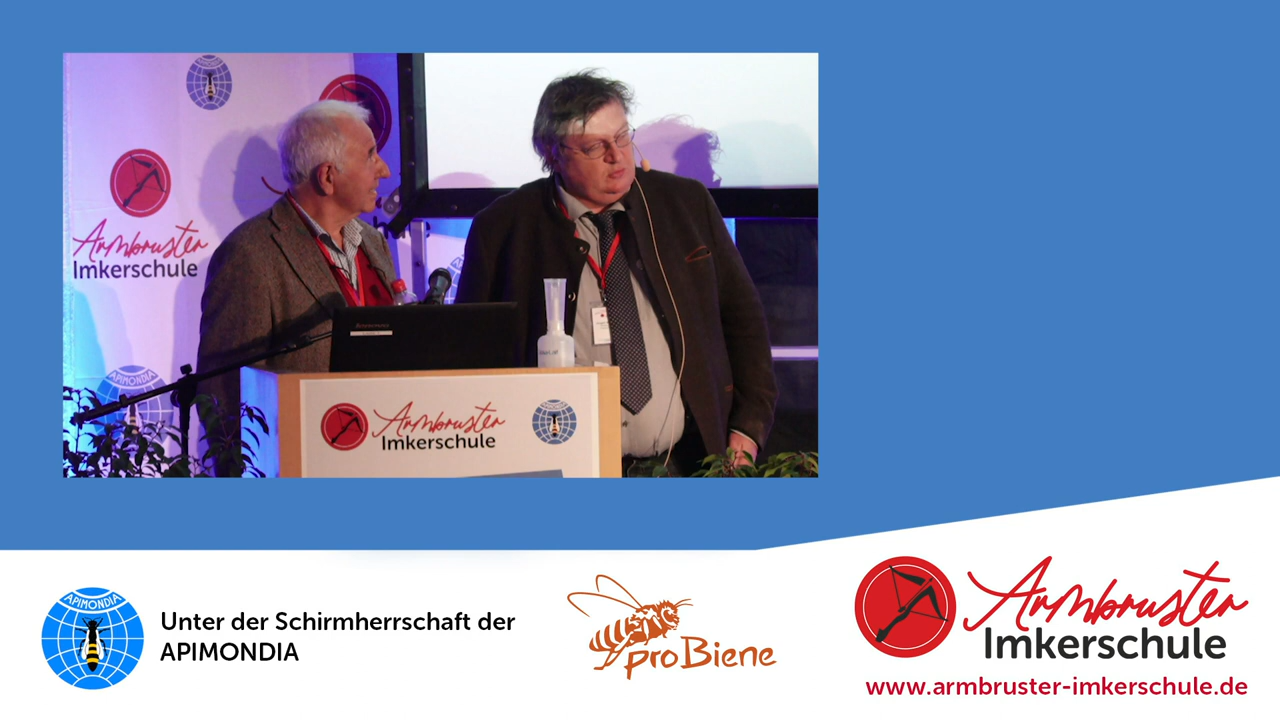 Armbruster
Imkerschule
APIMONDIA
Armbruster
Imkerschule
APIMONDIA
Unter der Schirmherrschaft der
APIMONDIA
proBiene
Armbruster
Imkerschule
www.armbruster-imkerschule.de